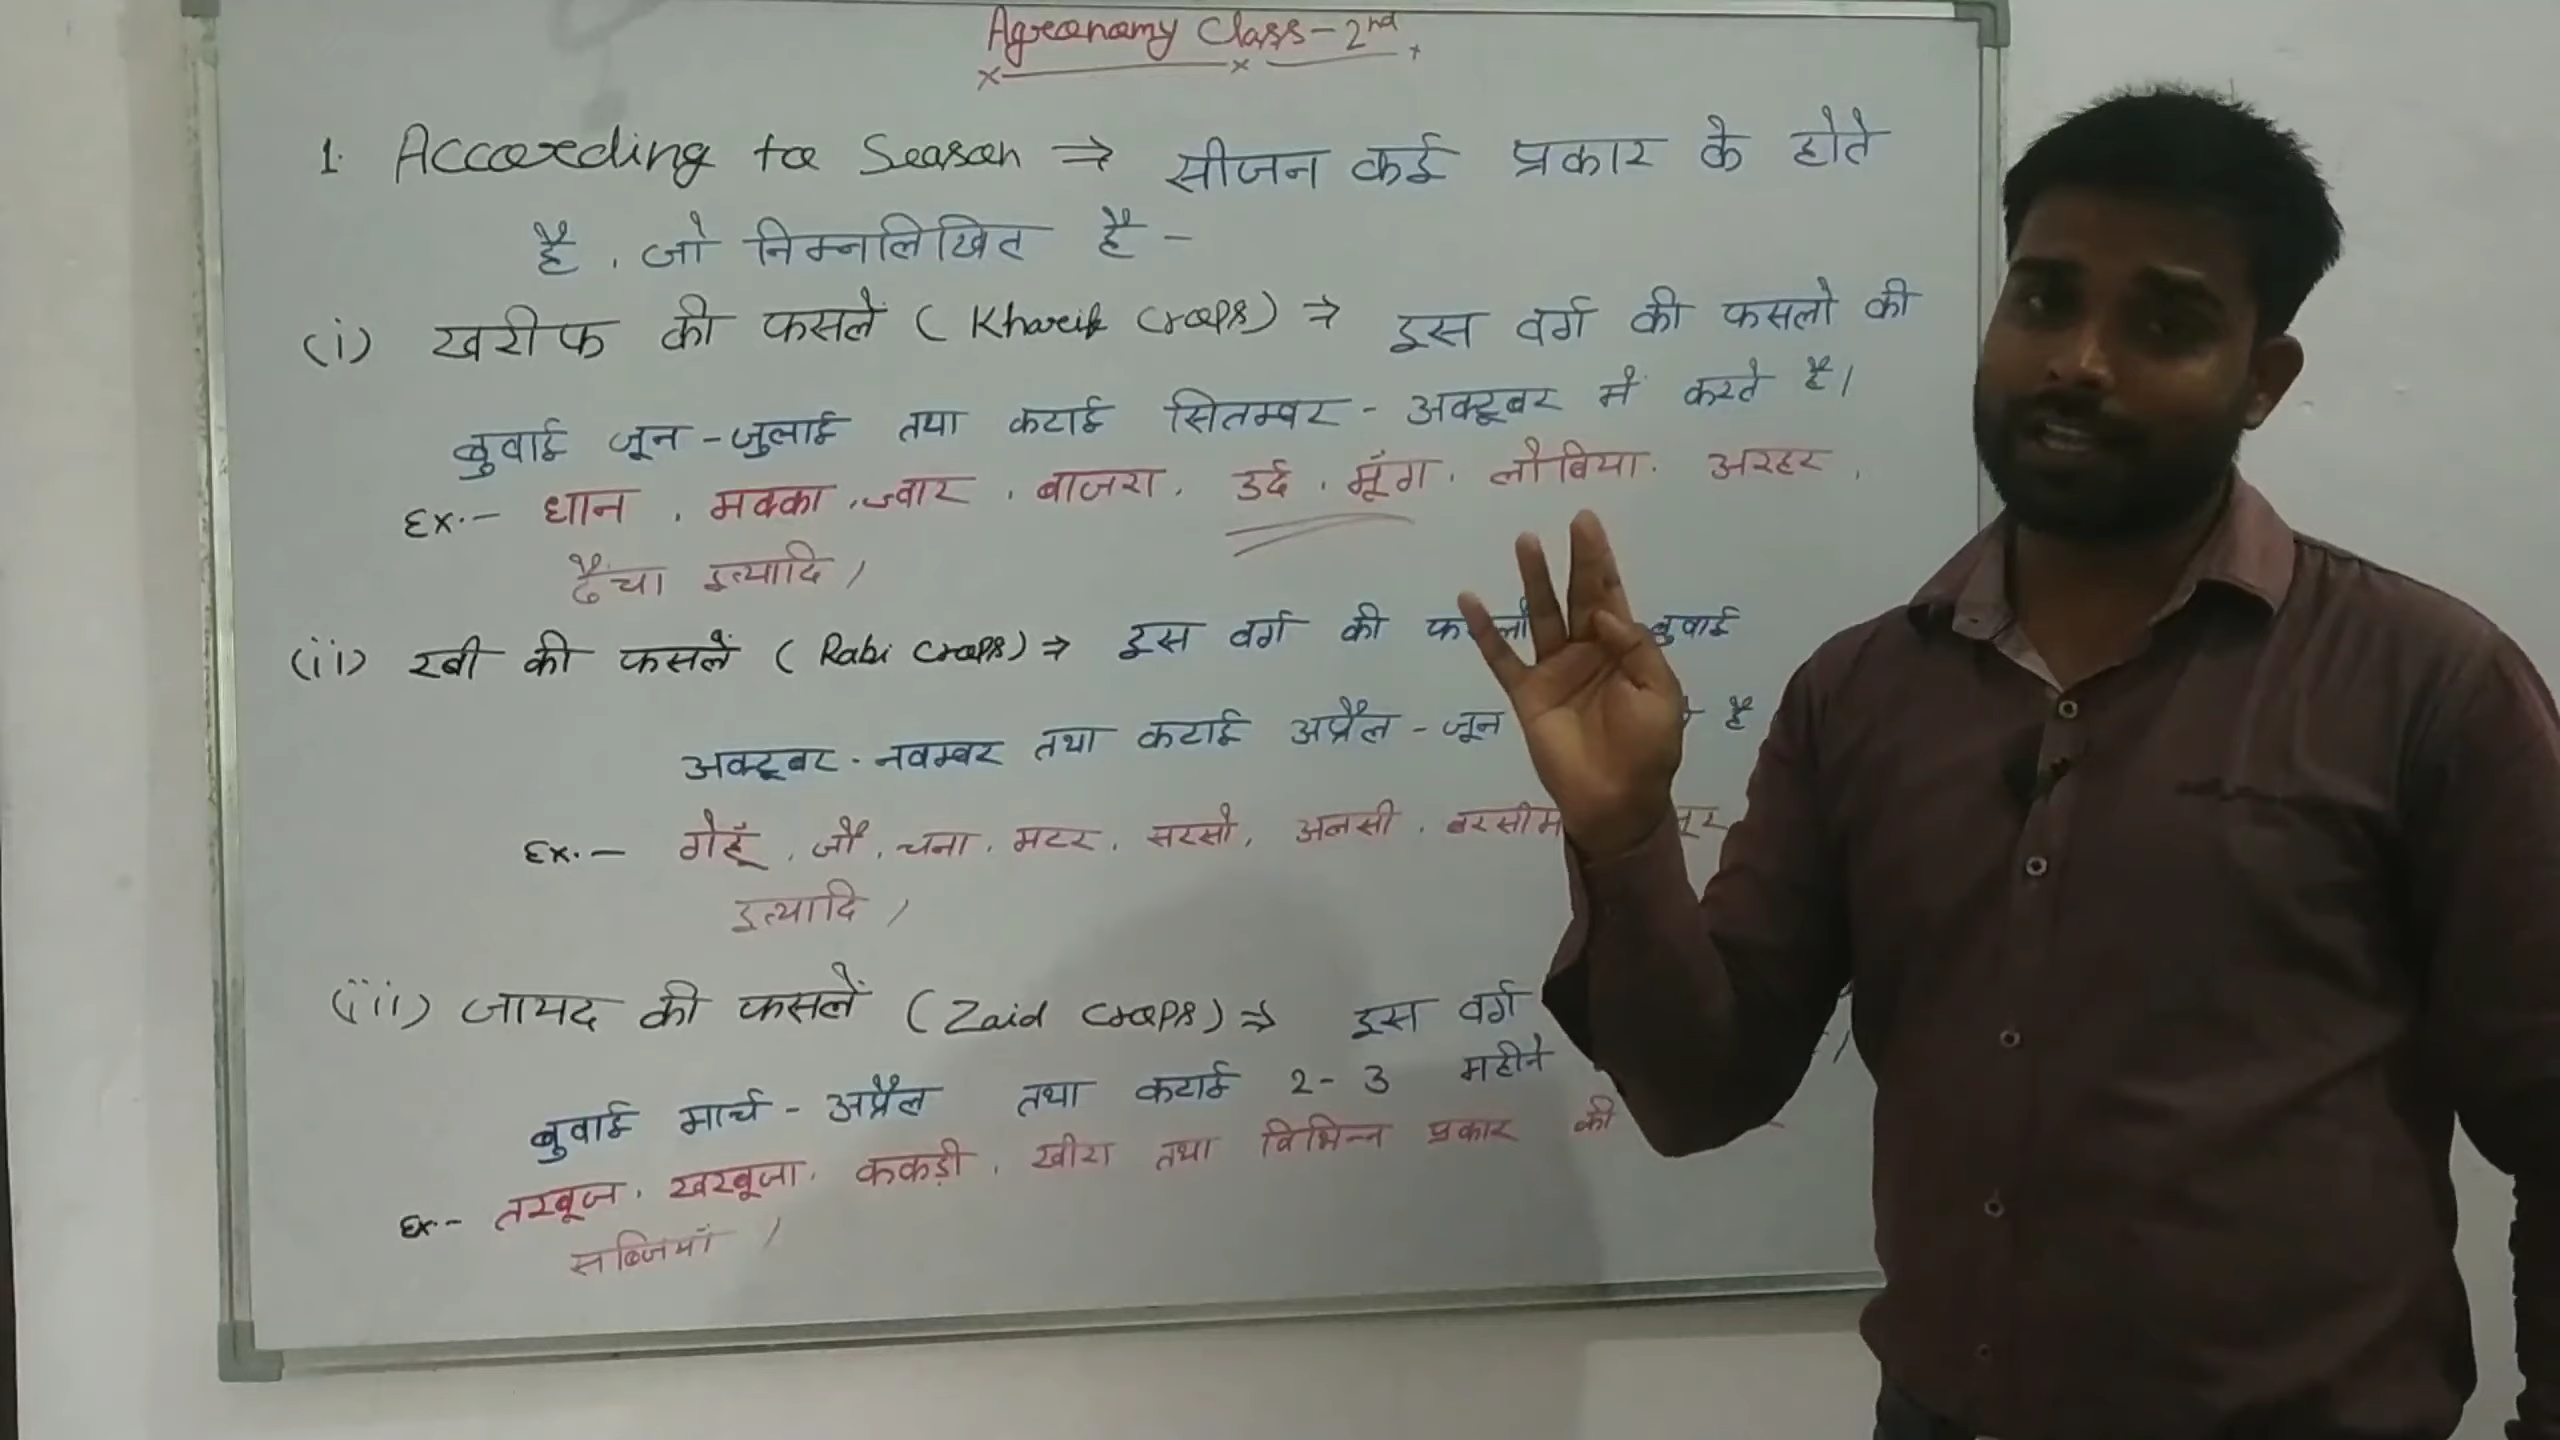 Agronomy Class - 2nd
1. According to Season ⇒ सीजन कई प्रकार के होते
है, जो निम्नलिखित है -
(i) खरीफ की फसलें (Kharif Crops) ⇒ इस वर्ग की फसलो की
बुवाई जून - जुलाई तथा कटाई सितम्बर - अक्टूबर में करते है।
Ex.- धान, मक्का, ज्वार, बाजरा, उर्द, मूँग, लौबिया, अरहर,
ढैंचा इत्यादि,
(ii) रबी की फसलें (Rabi Crops) ⇒ इस वर्ग की बुवाई
अक्टूबर - नवम्बर तथा कटाई अप्रैल - जून है
Ex.- गेहूँ, जौ, चना, मटर, सरसो, अलसी, बरसीम
इत्यादि,
(iii) जायद की फसलें (Zaid Crops) ⇒ इस वर्ग
बुवाई मार्च - अप्रैल तथा कटाई 2-3 महीने
Ex.- तरबूज, खरबूजा, ककड़ी, खीरा तथा विभिन्न प्रकार की
सब्जियाँ,